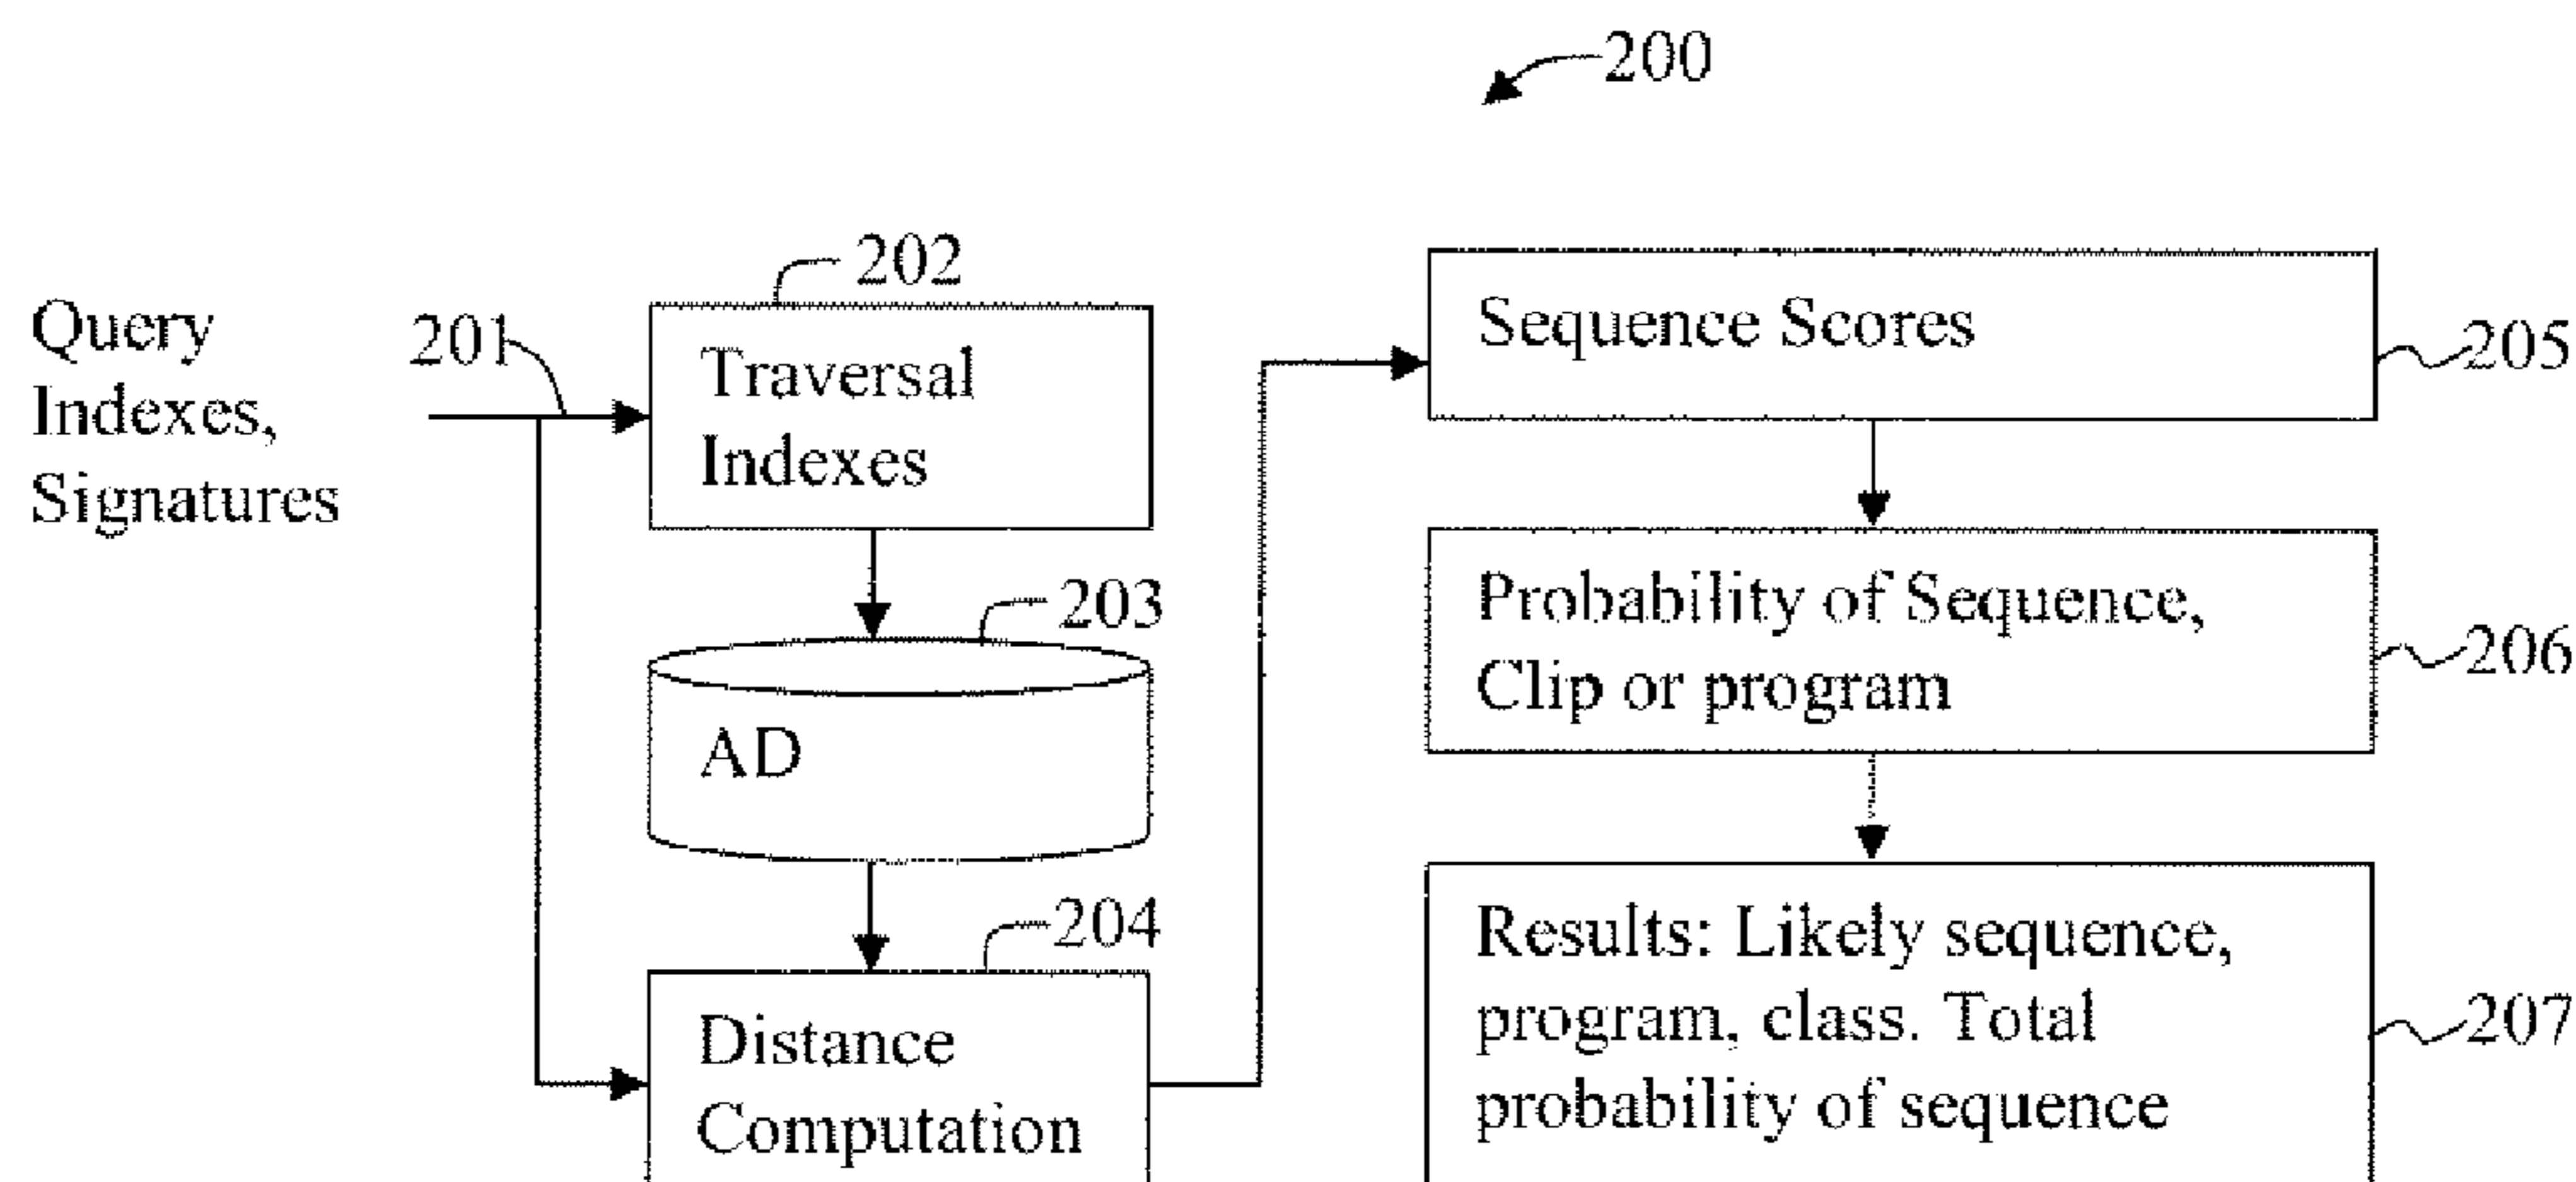 200
Query
Indexes,
Signatures
201
202
Traversal
Indexes
203
AD
204
Distance
Computation
Sequence Scores
205
Probability of Sequence,
Clip or program
206
Results: Likely sequence,
program, class. Total
probability of sequence
207